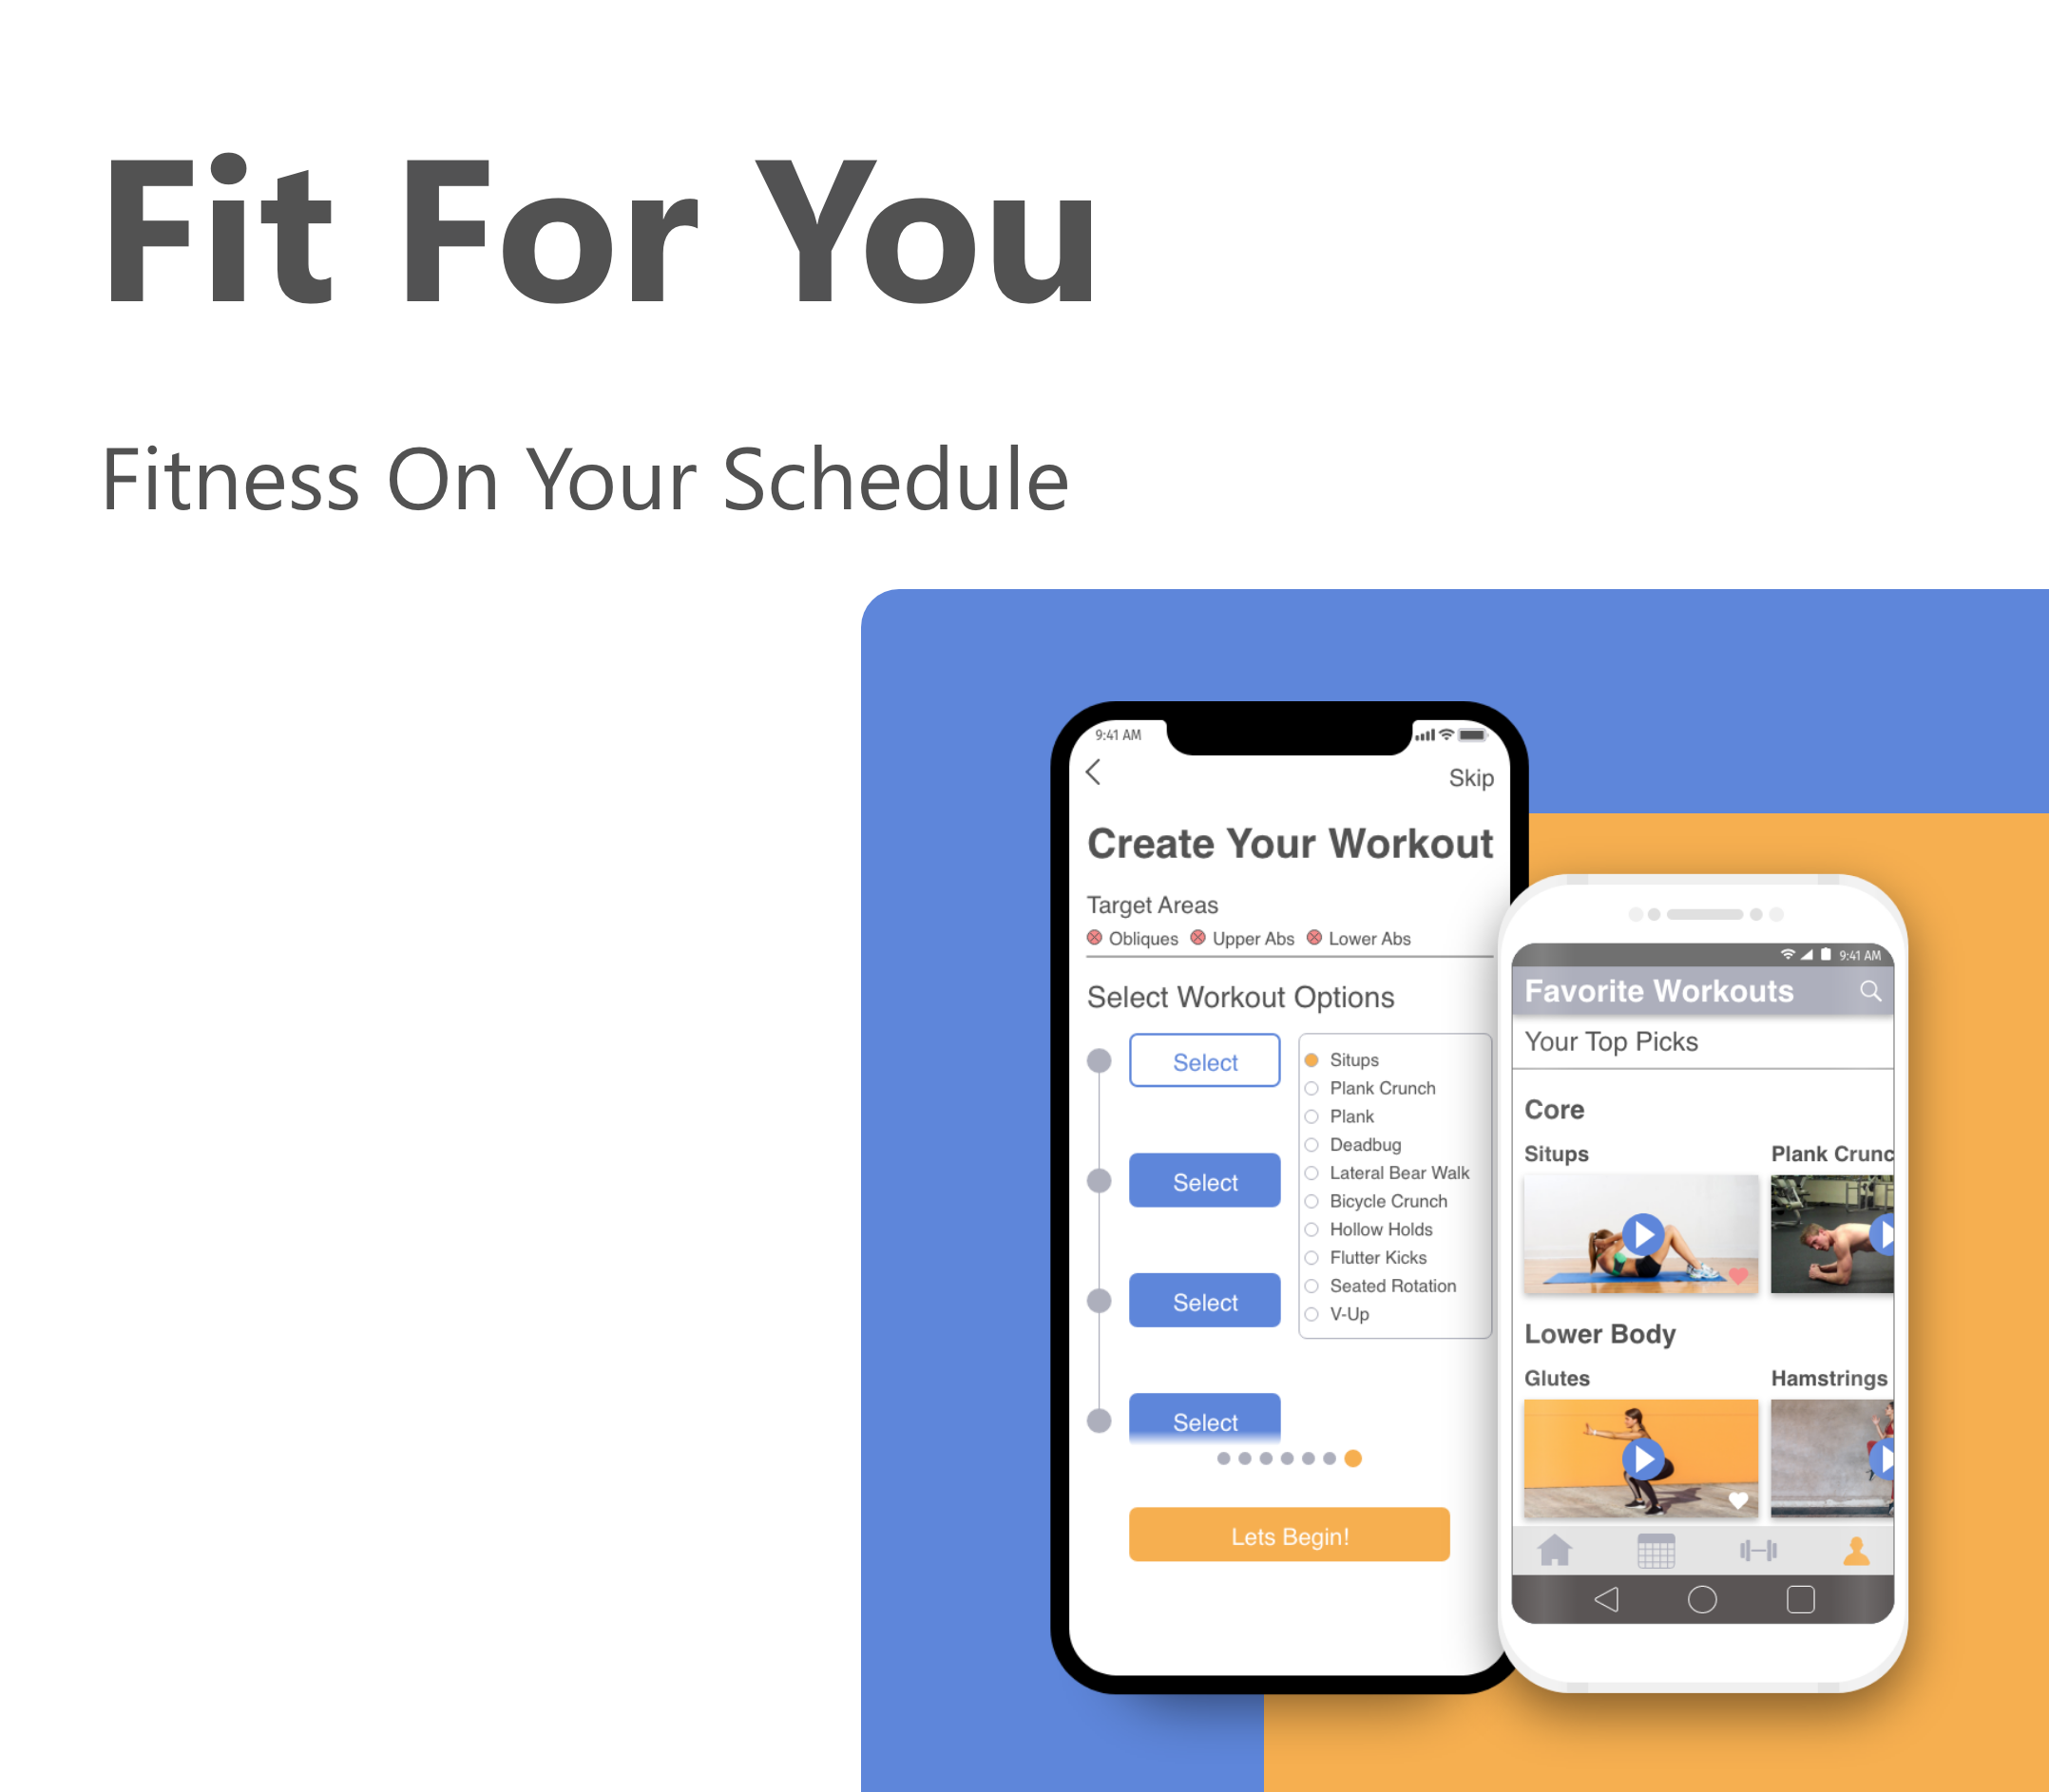 Fit For You
Fitness On Your Schedule
9:41 AM
Skip
Create Your Workout
Target Areas
Obliques Upper Abs Lower Abs
Select Workout Options
Select
Select
Select
Select
Situps
Plank Crunch
Plank
Deadbug
Lateral Bear Walk
Bicycle Crunch
Hollow Holds
Flutter Kicks
Seated Rotation
V-Up
Lets Begin!
9:41 AM
Favorite Workouts
Your Top Picks
Core
Situps Plank Crunc
Lower Body
Glutes Hamstrings